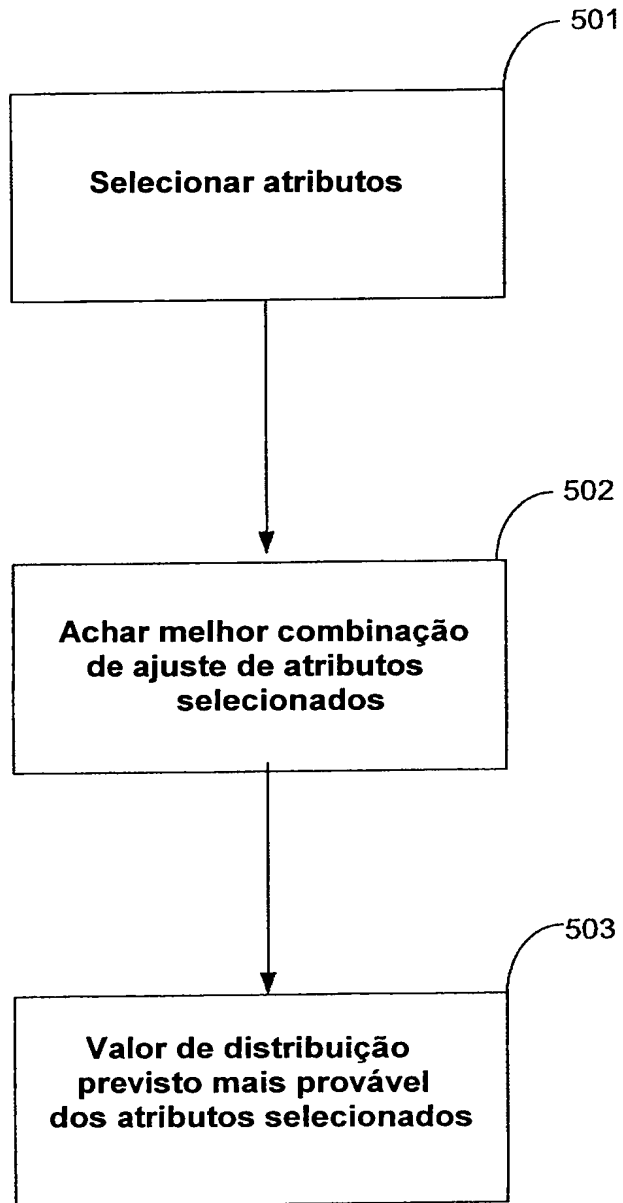 501
Selecionar atributos
502
Achar melhor combinação
de ajuste de atributos
selecionados
503
Valor de distribuição
previsto mais provável
dos atributos selecionados